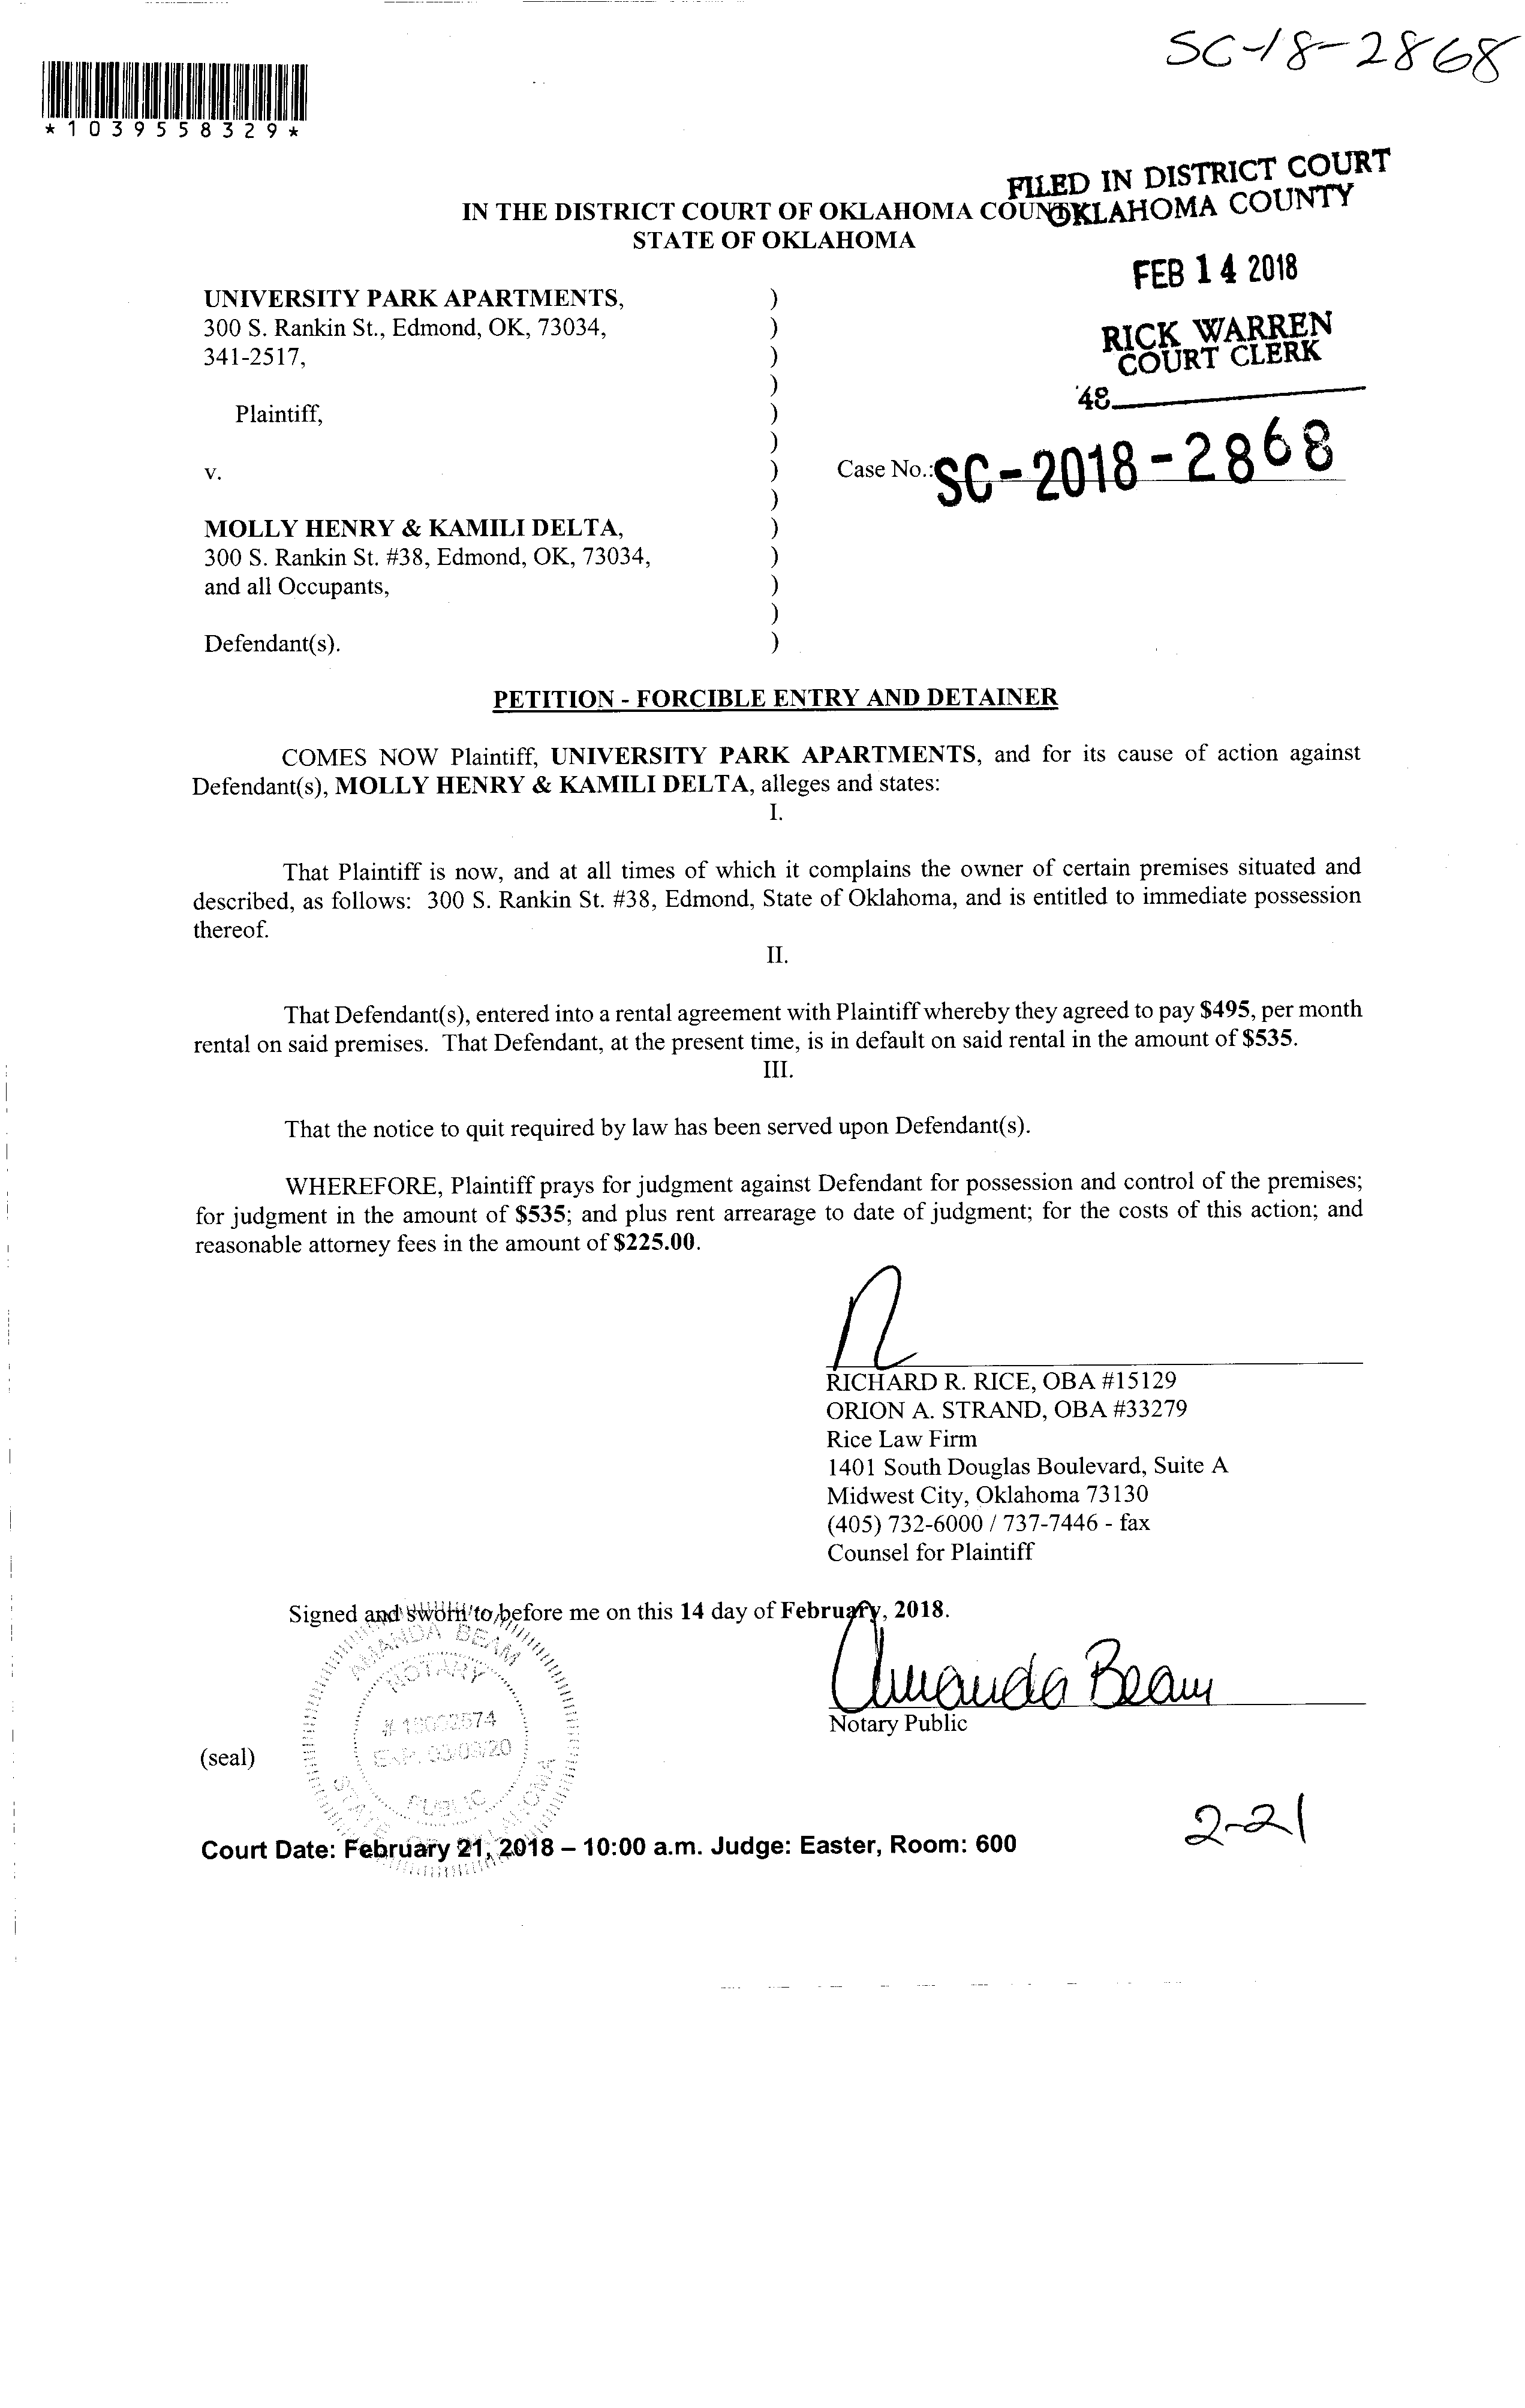 SC-18-2868
*1039558329*
FILED IN DISTRICT COURT
OKLAHOMA COUNTY
IN THE DISTRICT COURT OF OKLAHOMA COUN
STATE OF OKLAHOMA
FEB 14 2018
RICK WARREN
COURT CLERK
48
UNIVERSITY PARK APARTMENTS, )
300 S. Rankin St., Edmond, OK, 73034, )
341-2517, )
)
Plaintiff, )
)
v. ) Case No.: SC-2018-2868
)
MOLLY HENRY & KAMILI DELTA, )
300 S. Rankin St. #38, Edmond, OK, 73034, )
and all Occupants, )
)
Defendant(s). )
PETITION - FORCIBLE ENTRY AND DETAINER
COMES NOW Plaintiff, UNIVERSITY PARK APARTMENTS, and for its cause of action against
Defendant(s), MOLLY HENRY & KAMILI DELTA, alleges and states:
I.
That Plaintiff is now, and at all times of which it complains the owner of certain premises situated and
described, as follows: 300 S. Rankin St. #38, Edmond, State of Oklahoma, and is entitled to immediate possession
thereof.
II.
That Defendant(s), entered into a rental agreement with Plaintiff whereby they agreed to pay $495, per month
rental on said premises. That Defendant, at the present time, is in default on said rental in the amount of $535.
III.
That the notice to quit required by law has been served upon Defendant(s).
WHEREFORE, Plaintiff prays for judgment against Defendant for possession and control of the premises;
for judgment in the amount of $535; and plus rent arrearage to date of judgment; for the costs of this action; and
reasonable attorney fees in the amount of $225.00.
RICHARD R. RICE, OBA #15129
ORION A. STRAND, OBA #33279
Rice Law Firm
1401 South Douglas Boulevard, Suite A
Midwest City, Oklahoma 73130
(405) 732-6000 / 737-7446 - fax
Counsel for Plaintiff
Signed and sworn to before me on this 14 day of February, 2018.
Amanda Beam
Notary Public
AMANDA BEAM
NOTARY
PUBLIC
STATE OF OKLAHOMA
(seal)
2-21
Court Date: February 21, 2018 – 10:00 a.m. Judge: Easter, Room: 600